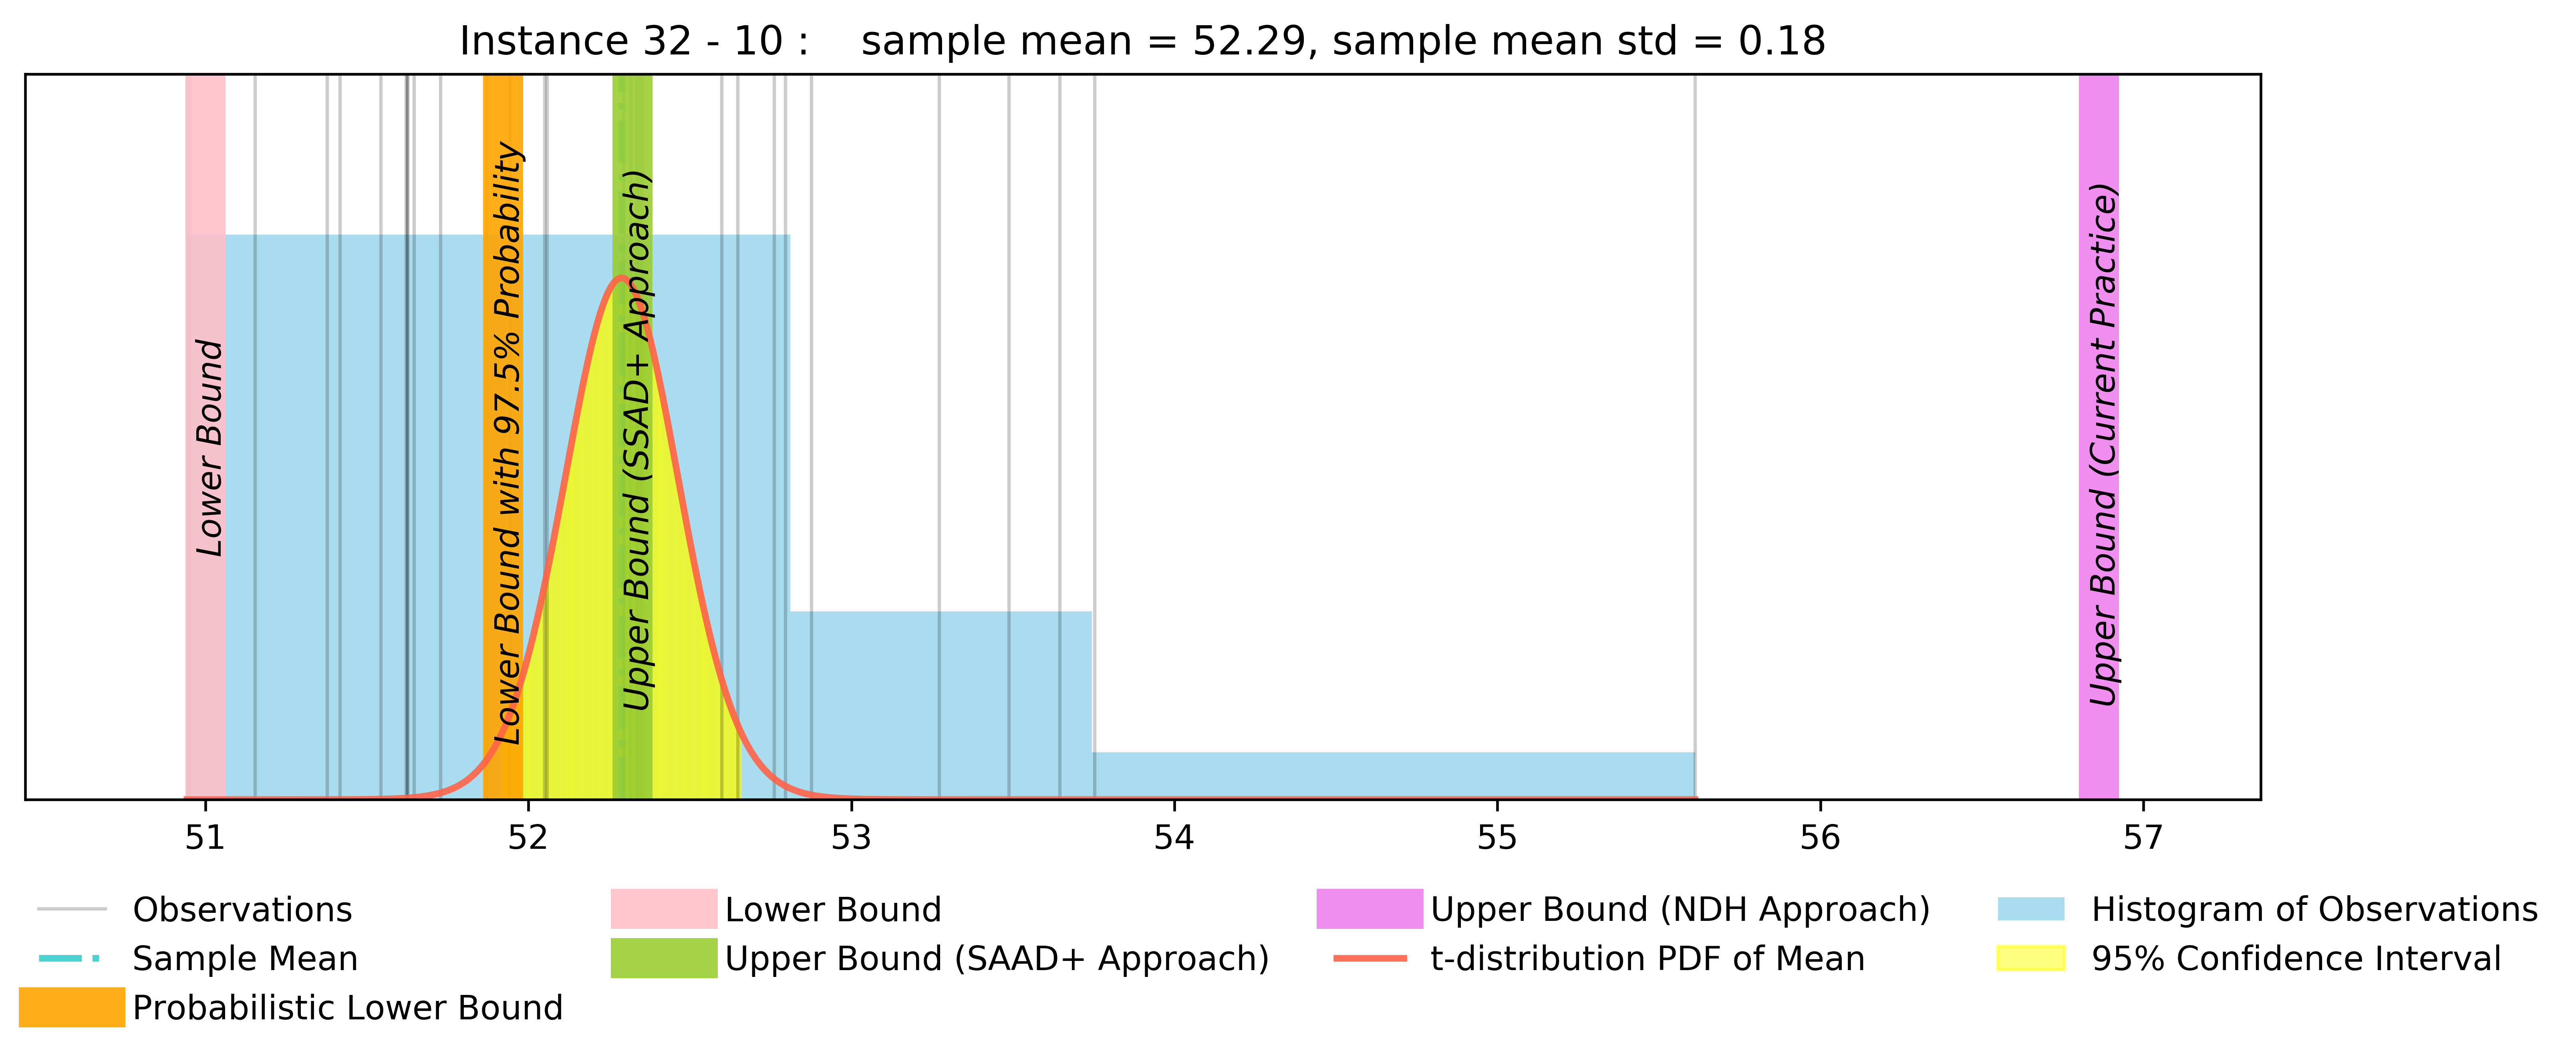 Instance 32 - 10 :    sample mean = 52.29, sample mean std = 0.18
Lower Bound
Lower Bound with 97.5% Probability
Upper Bound (SSAD+ Approach)
Upper Bound (Current Practice)
51 52 53 54 55 56 57
Observations
Sample Mean
Probabilistic Lower Bound
Lower Bound
Upper Bound (SAAD+ Approach)
Upper Bound (NDH Approach)
t-distribution PDF of Mean
Histogram of Observations
95% Confidence Interval